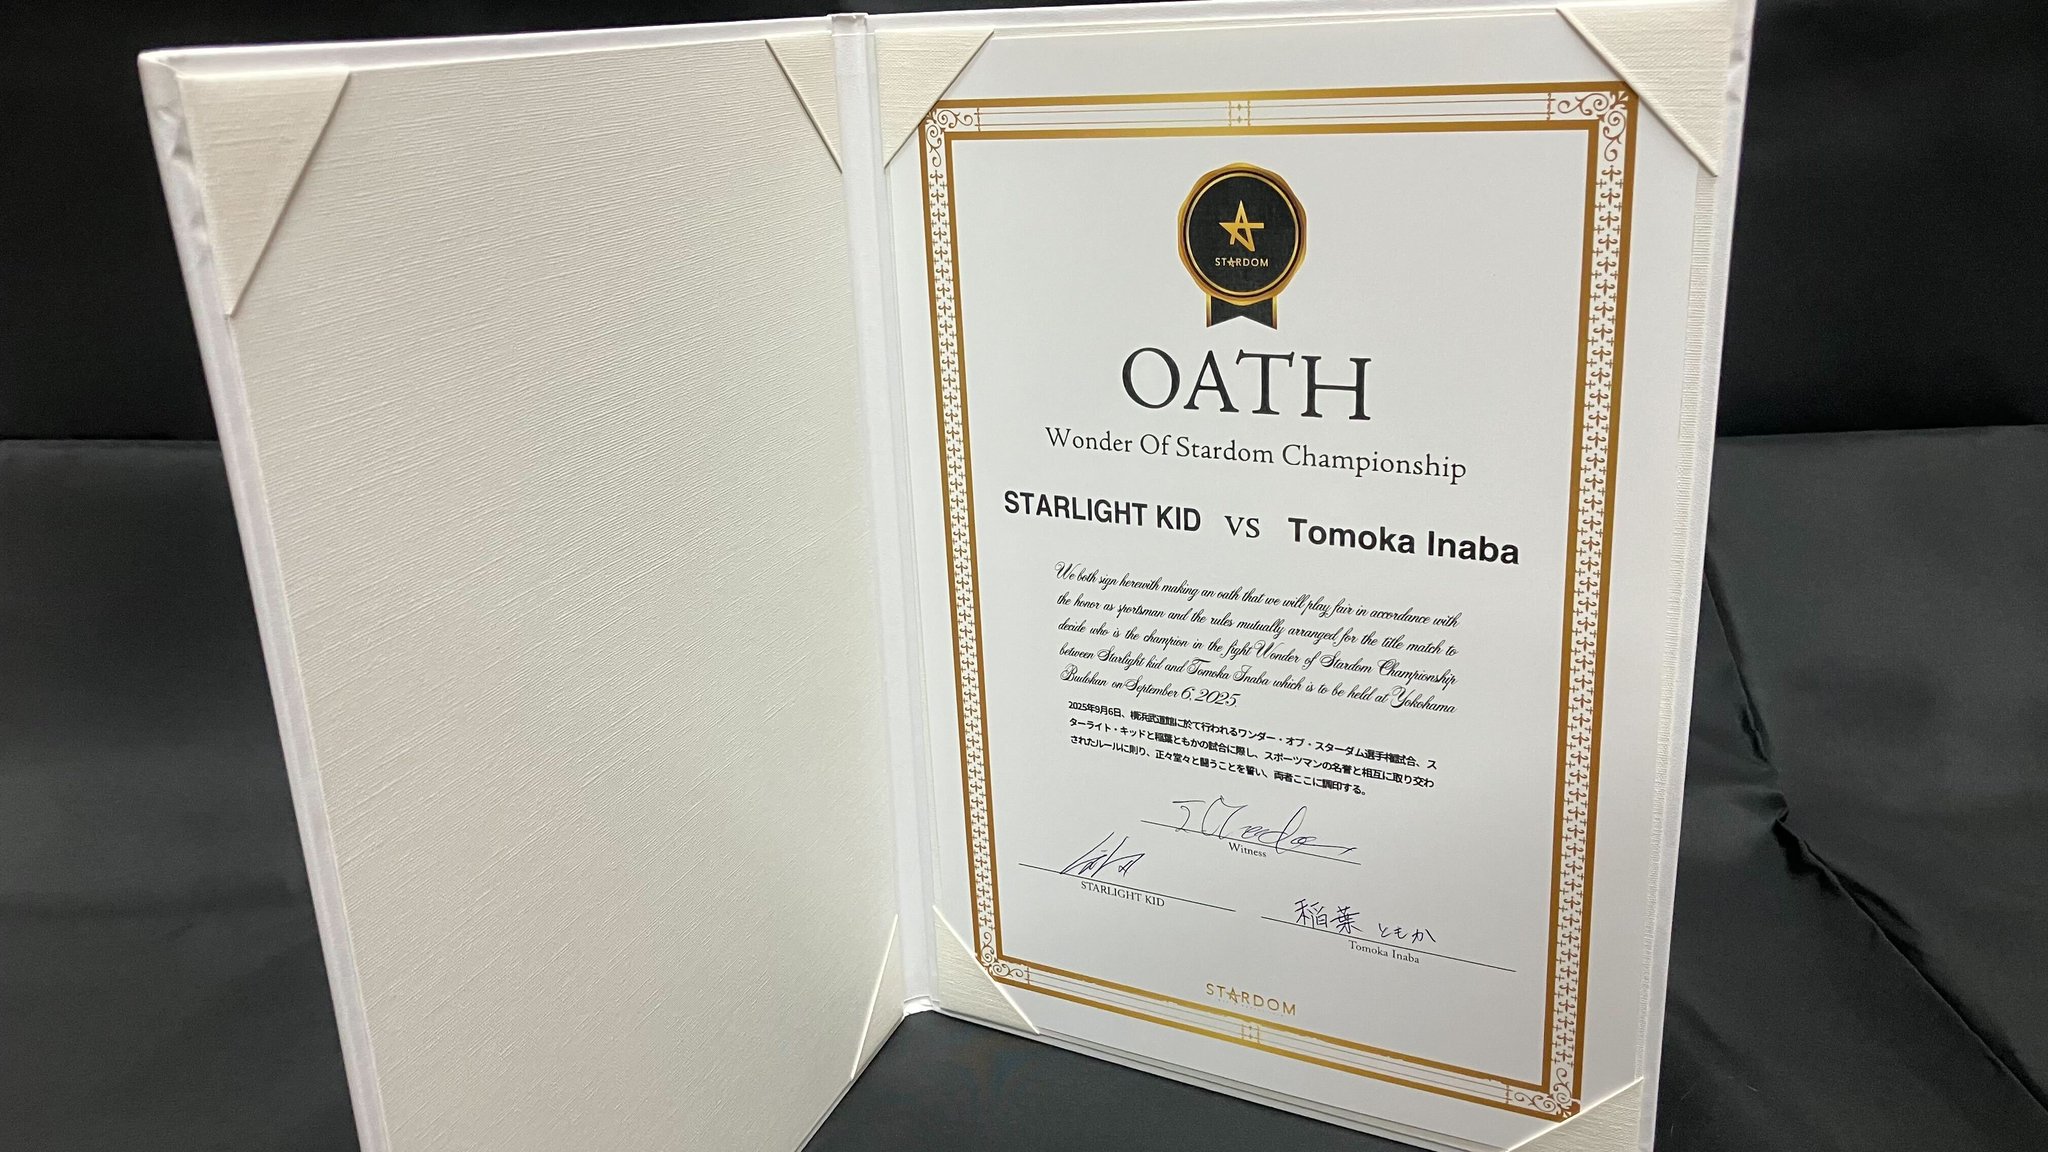 STARDOM
OATH
Wonder Of Stardom Championship
STARLIGHT KID VS Tomoka Inaba
We both sign herewith making an oath that we will play fair in accordance with
the honor as sportsman and the rules mutually arranged for the title match to
decide who is the champion in the fight Wonder of Stardom Championship
between Starlight kid and Tomoka Inaba which is to be held at Yokohama
Budokan on September 6, 2025.
2025年9月6日、横浜武道館に於て行われるワンダー・オブ・スターダム選手権試合、ス
ターライト・キッドと稲葉ともかの試合に際し、スポーツマンの名誉と相互に取り交わ
されたルールに則り、正々堂々と闘うことを誓い、両者ここに調印する。
Witness
STARLIGHT KID
稲葉 ともか
Tomoka Inaba
STARDOM